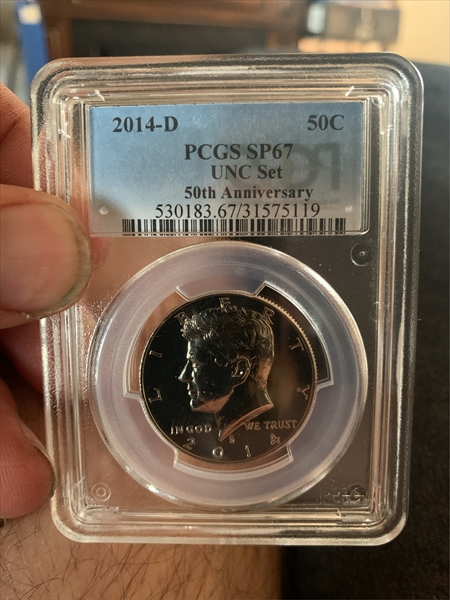 2014-D 50C
PCGS SP67
UNC Set
50th Anniversary
530183.67/31575119
LIBERTY
IN GOD WE TRUST
2014